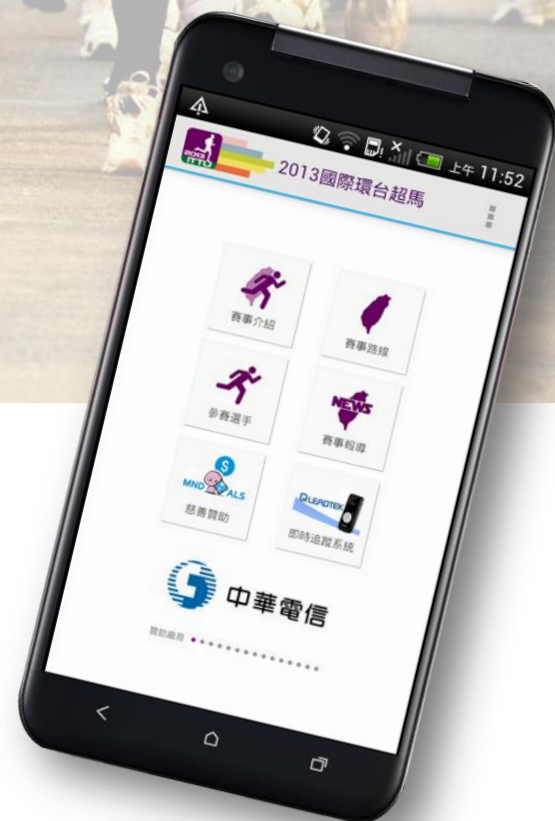 上午 11:52
2013 ITTU
2013國際環台超馬
賽事介紹
賽事路線
參賽選手
NEWS
賽事報導
MND ALS
慈善贊助
LEADTEK
即時追蹤系統
中華電信
贊助廠商